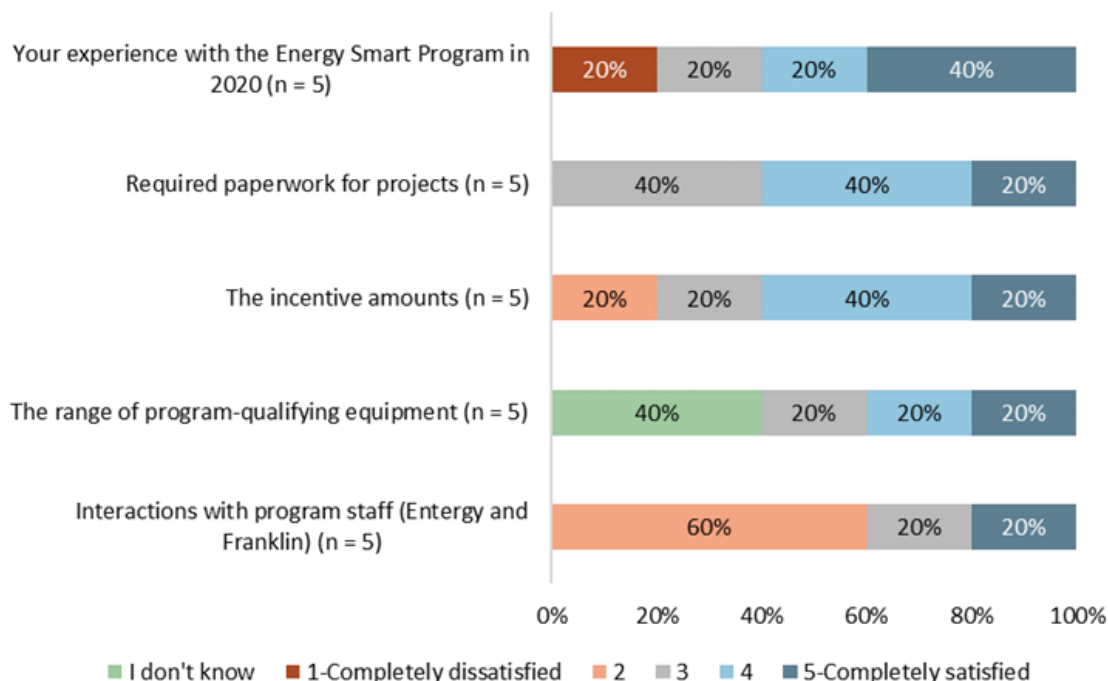 Your experience with the Energy Smart Program in
2020 (n = 5)
20% 20% 20% 40%
Required paperwork for projects (n = 5)
40% 40% 20%
The incentive amounts (n = 5)
20% 20% 40% 20%
The range of program-qualifying equipment (n = 5)
40% 20% 20% 20%
Interactions with program staff (Entergy and
Franklin) (n = 5)
60% 20% 20%
0% 20% 40% 60% 80% 100%
I don't know 1-Completely dissatisfied 2 3 4 5-Completely satisfied